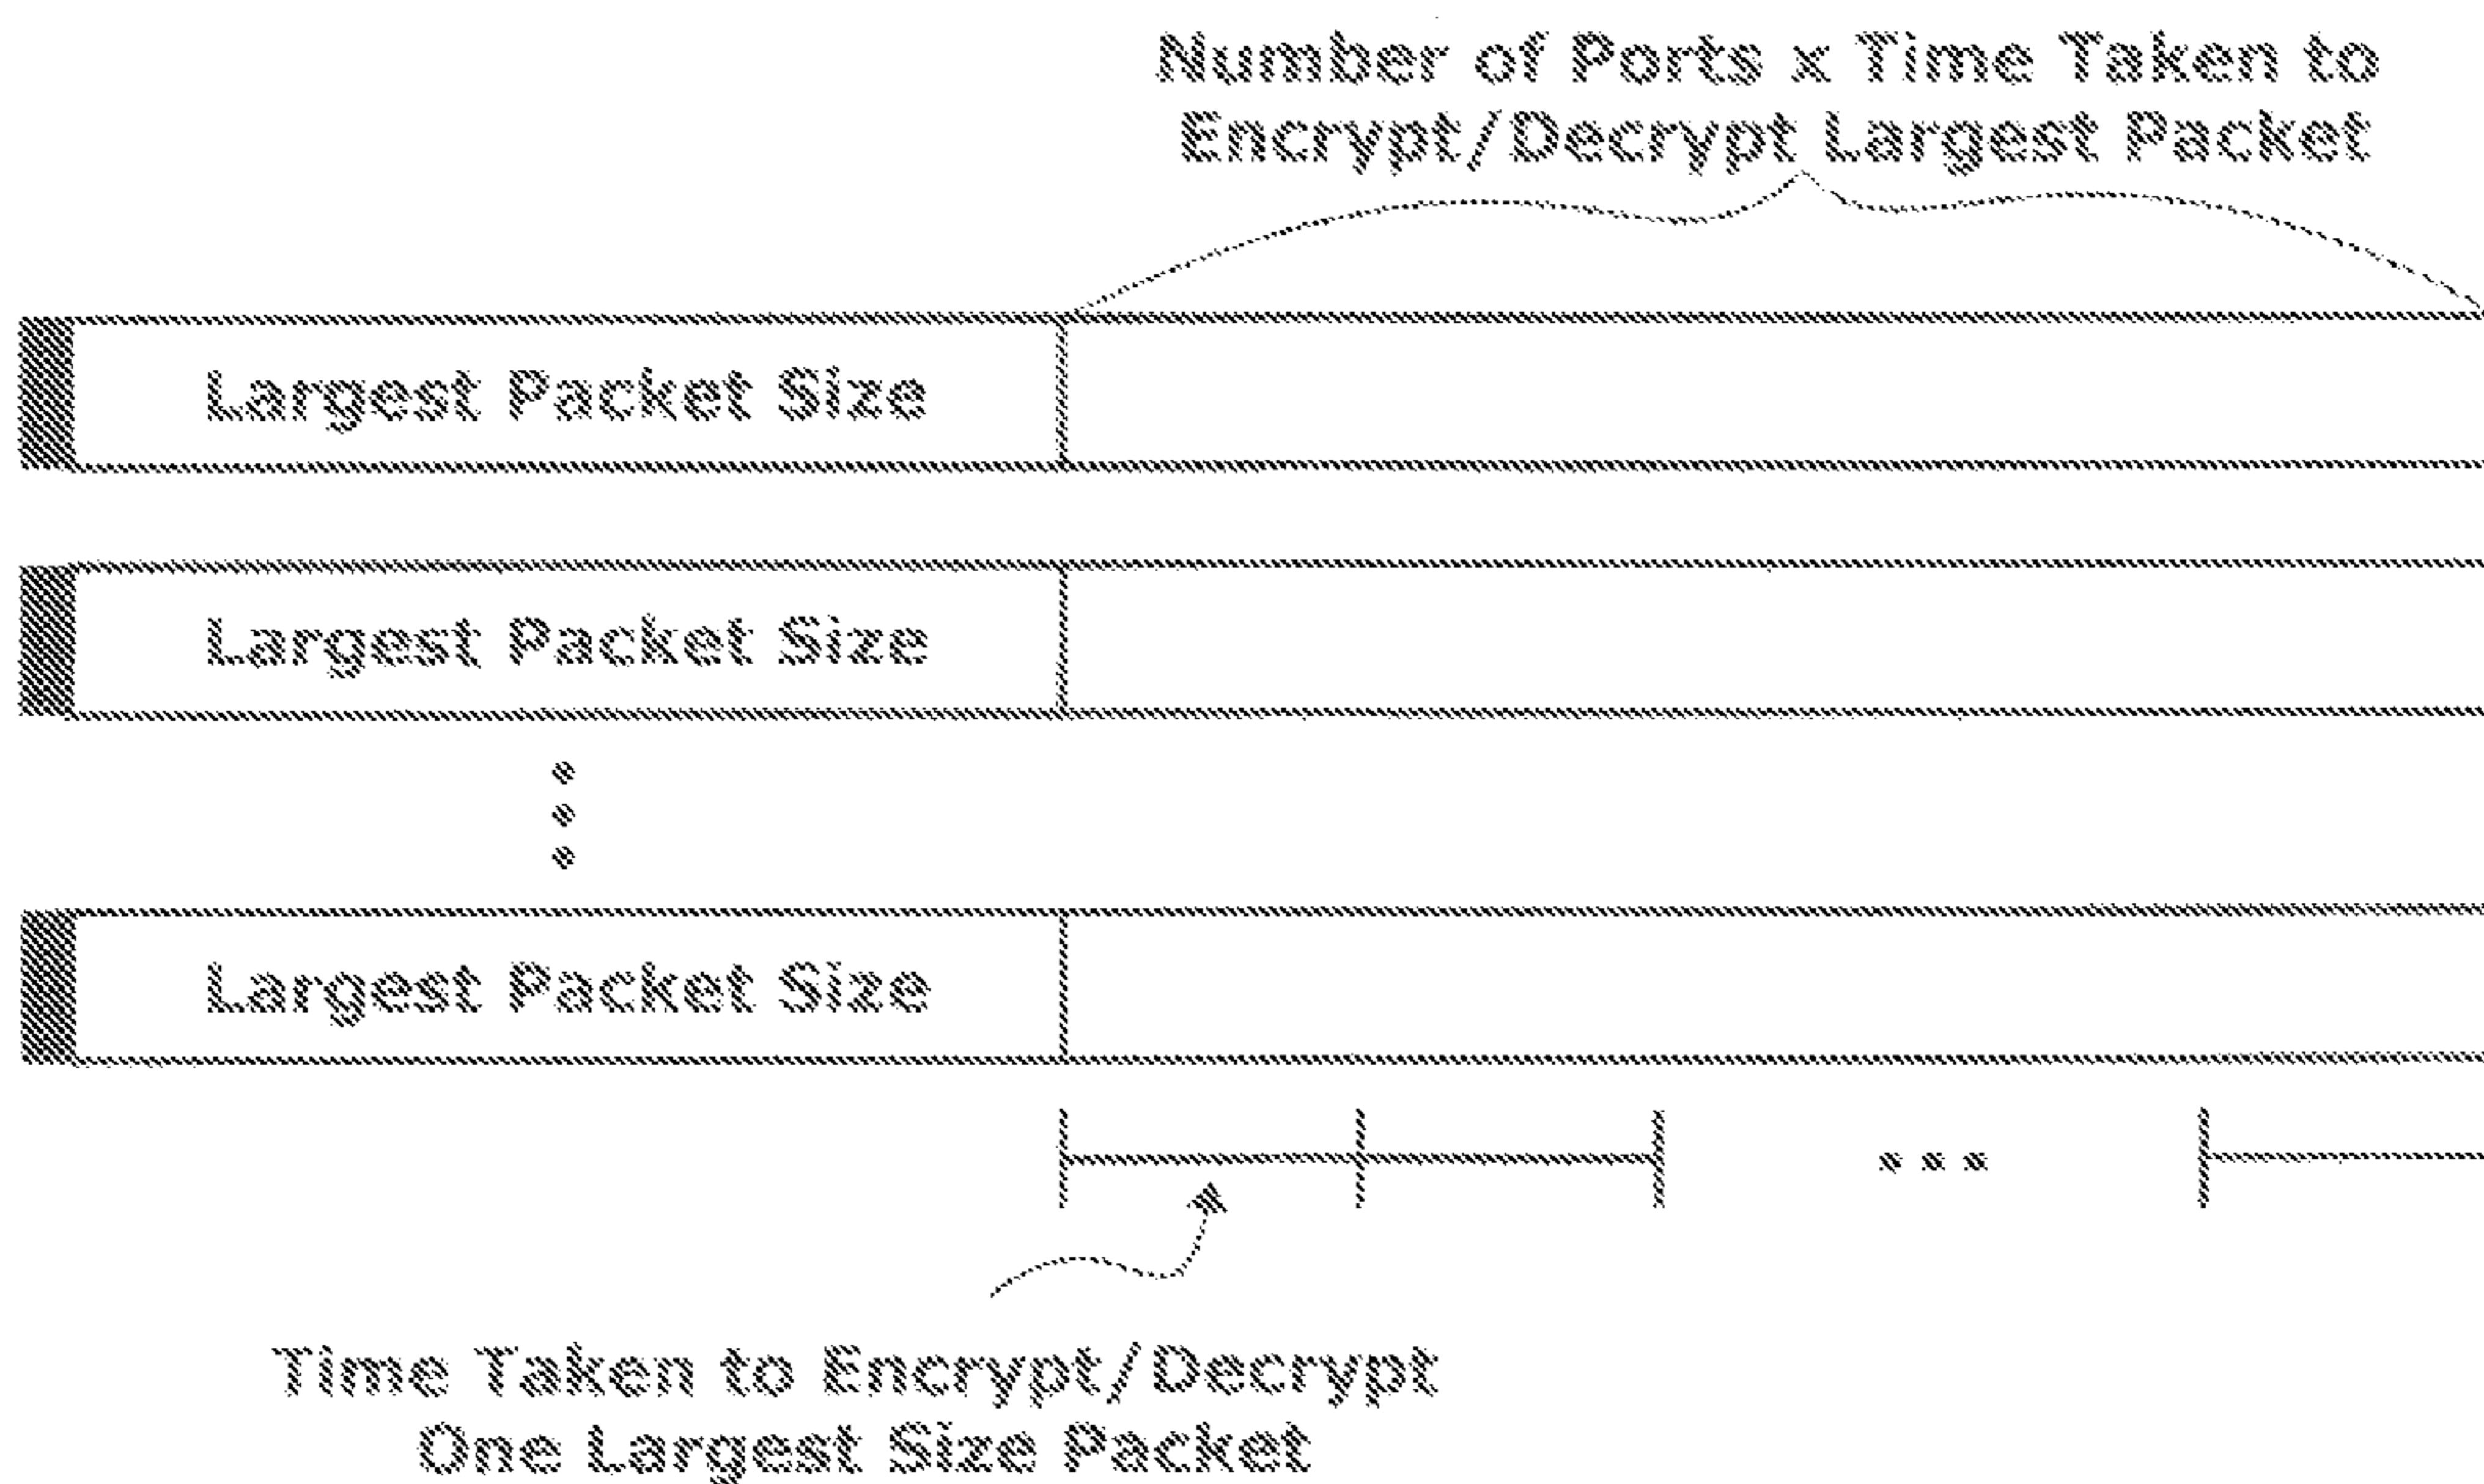 Number of Ports x Time Taken to
Encrypt/Decrypt Largest Packet
Largest Packet Size
Largest Packet Size
Largest Packet Size
Time Taken to Encrypt/Decrypt
One Largest Size Packet